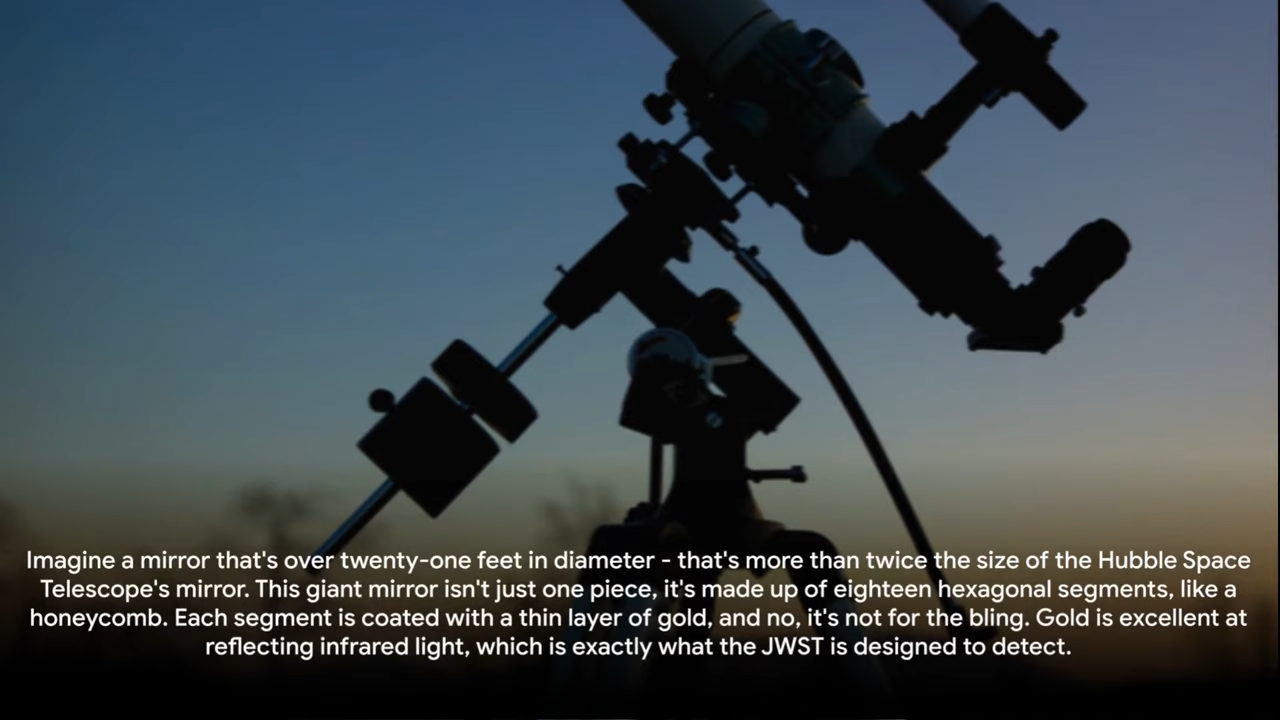 Imagine a mirror that's over twenty-one feet in diameter - that's more than twice the size of the Hubble Space
Telescope's mirror. This giant mirror isn't just one piece, it's made up of eighteen hexagonal segments, like a
honeycomb. Each segment is coated with a thin layer of gold, and no, it's not for the bling. Gold is excellent at
reflecting infrared light, which is exactly what the JWST is designed to detect.